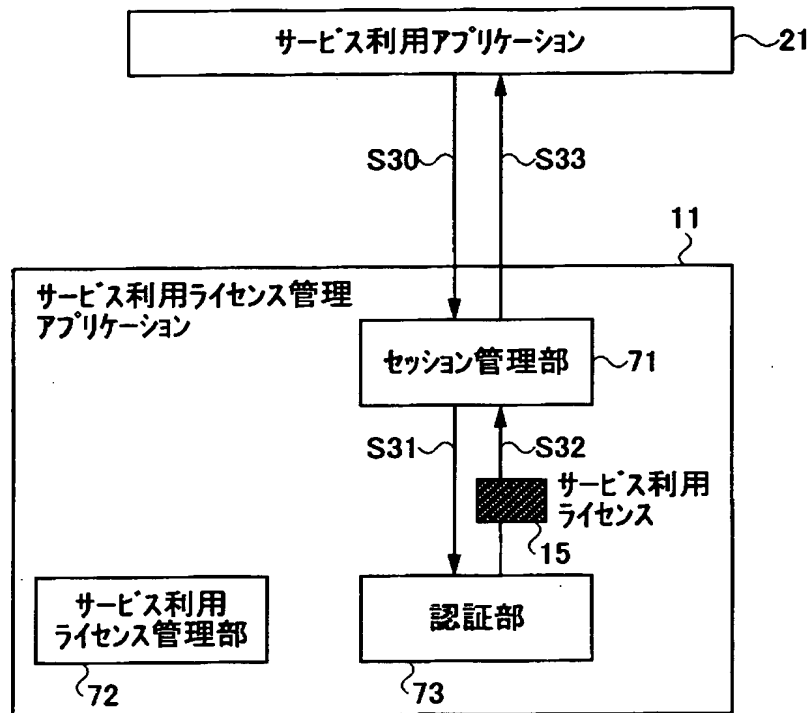 サービス利用アプリケーション
21
S30
S33
11
サービス利用ライセンス管理
アプリケーション
セッション管理部
71
S31
S32
サービス利用
ライセンス
15
サービス利用
ライセンス管理部
72
認証部
73